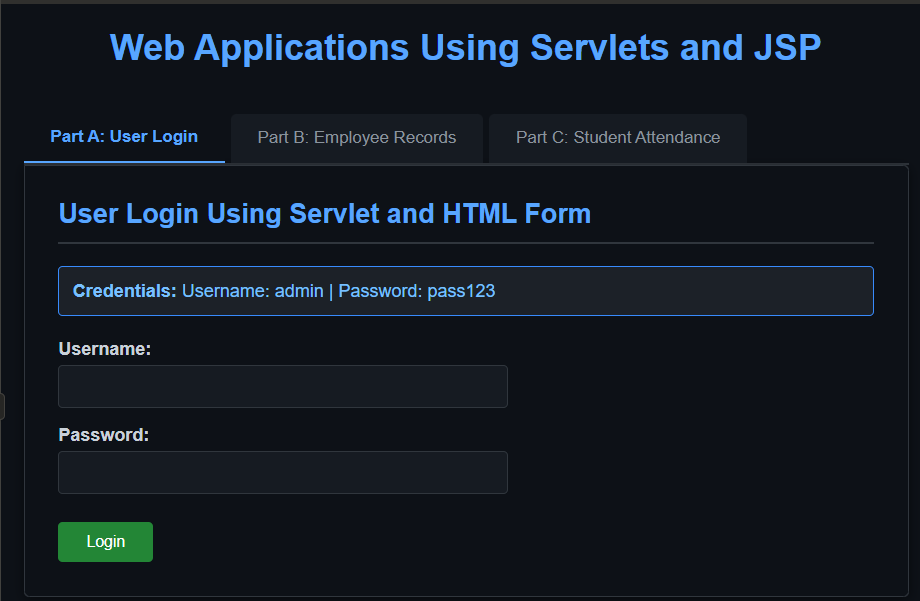 Web Applications Using Servlets and JSP
Part A: User Login Part B: Employee Records Part C: Student Attendance
User Login Using Servlet and HTML Form
Credentials: Username: admin | Password: pass123
Username:
Password:
Login